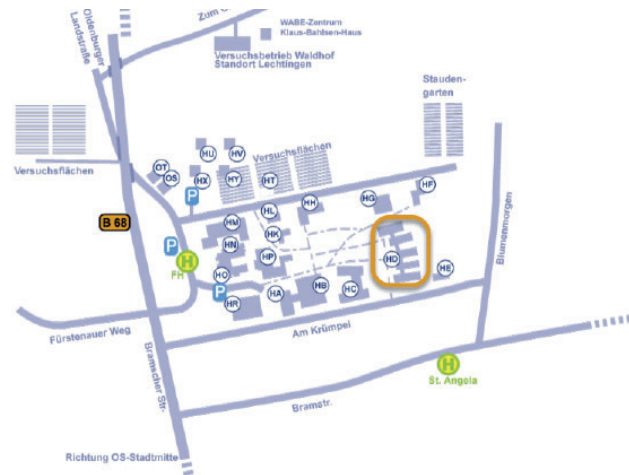 Oldenburger
Landstraße
Zum G
WABE-Zentrum
Klaus-Bahlsen-Haus
Versuchsbetrieb Waldhof
Standort Lechtingen
Stauden-
garten
Versuchsflächen
Versuchsflächen
HU
HV
OT
OS
HX
HY
HT
P
HM
HL
HH
HG
HF
B 68
P
HN
HK
H
FH
HP
HD
HO
P
HE
HR
HA
HB
HC
Blumenmorgen
Fürstenauer Weg
Am Krümpel
Bramscher Str.
H
St. Angela
Bramstr.
Richtung OS-Stadtmitte